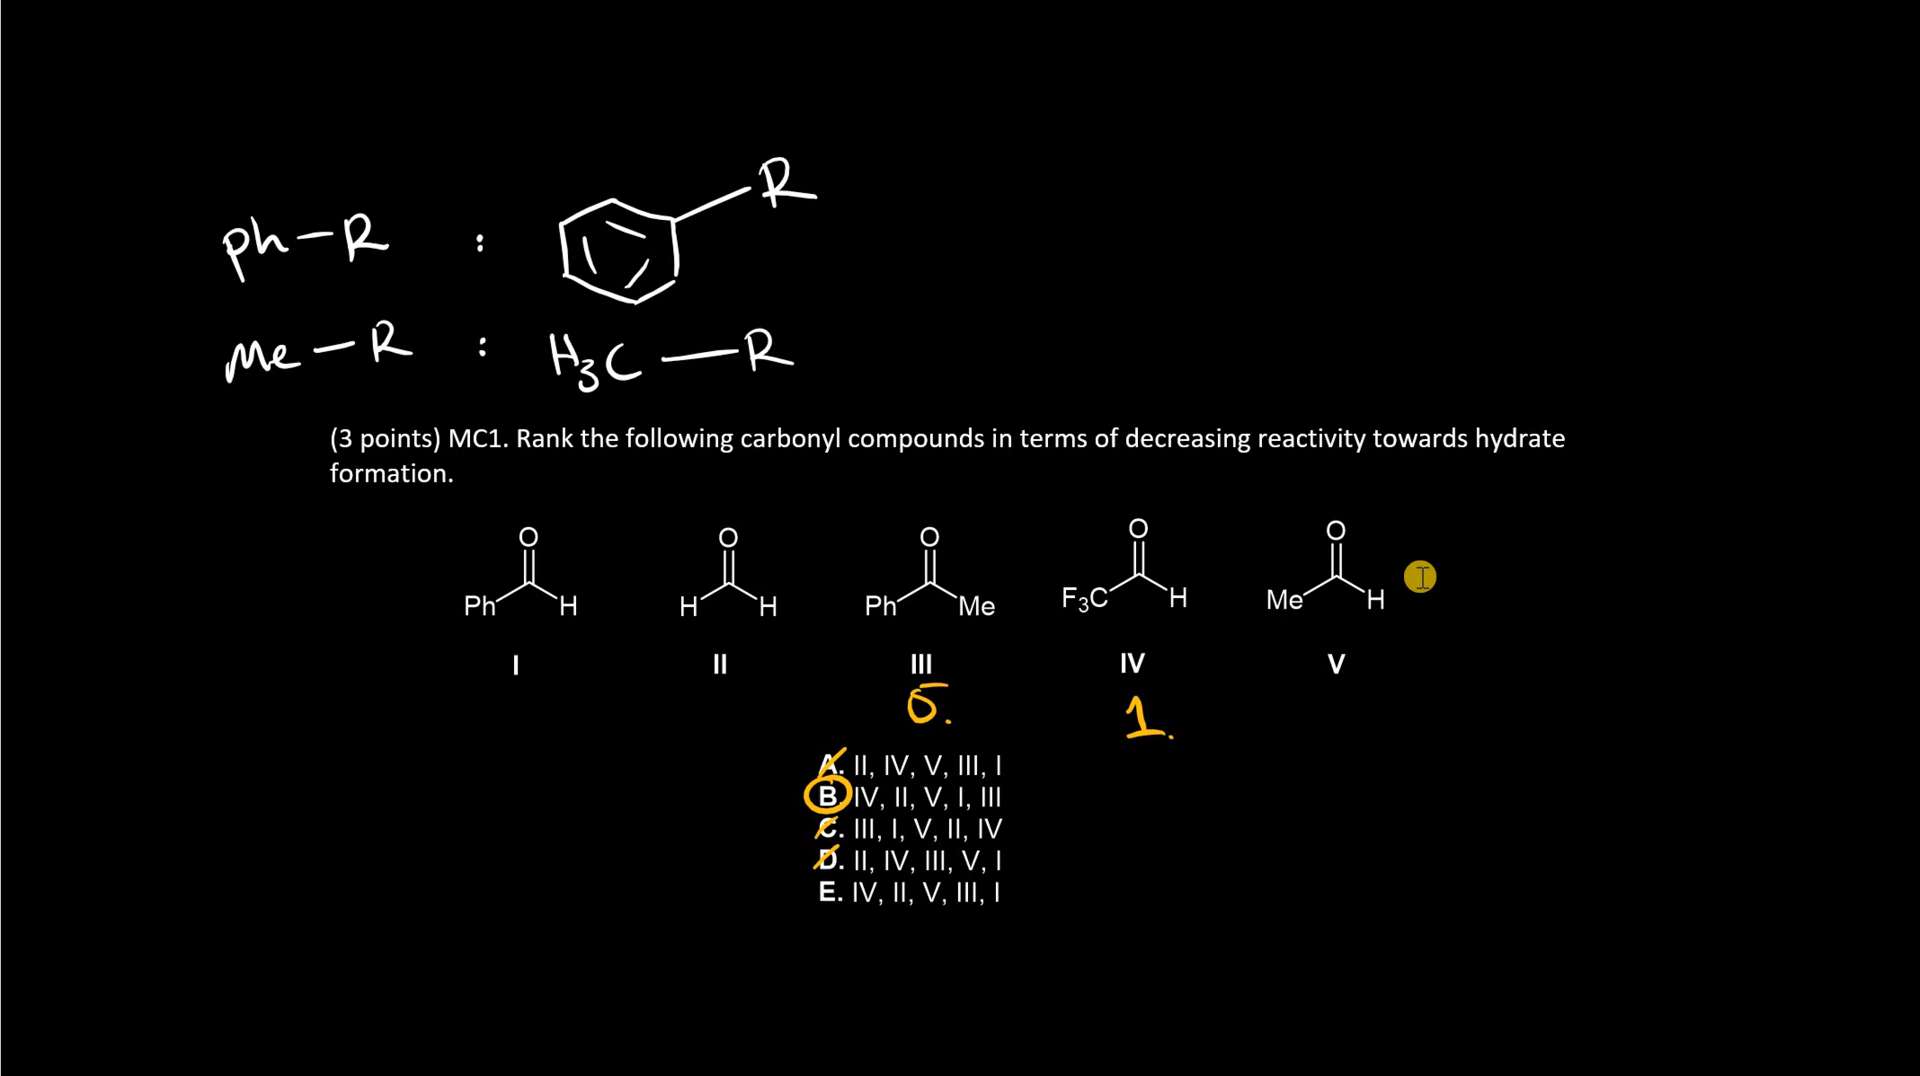 Ph-R : R
Me-R : H₃C-R
(3 points) MC1. Rank the following carbonyl compounds in terms of decreasing reactivity towards hydrate
formation.
O O O O O
Ph H H H Ph Me F₃C H Me H
I II III IV V
5. 1.
A. II, IV, V, III, I
B. IV, II, V, I, III
C. III, I, V, II, IV
D. II, IV, III, V, I
E. IV, II, V, III, I